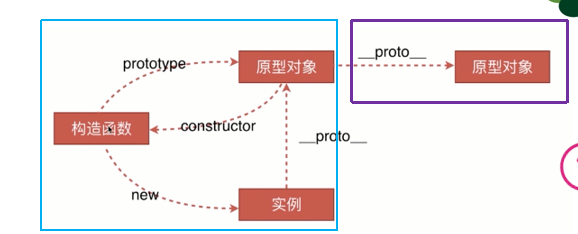 prototype
原型对象
__proto__
原型对象
构造函数
constructor
__proto__
new
实例